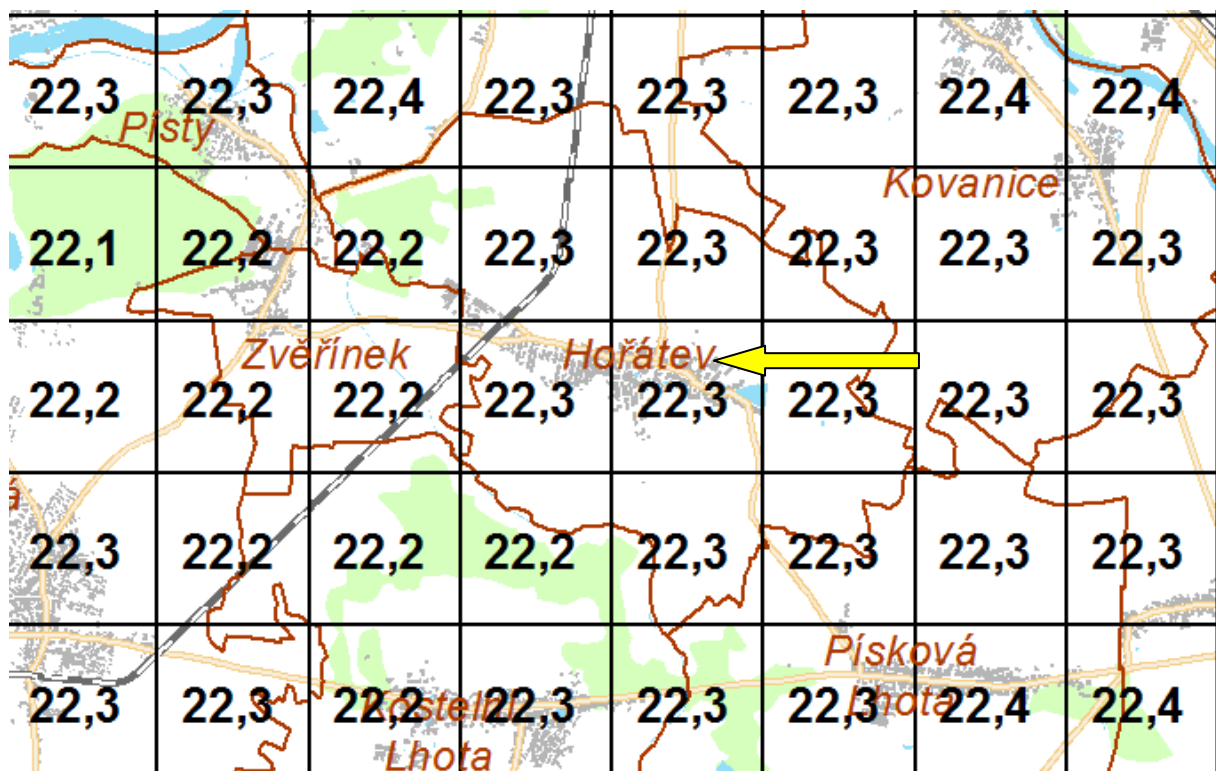 22,3 22,3 22,4 22,3 22,3 22,3 22,4 22,4
Písty
Kovanice
22,1 22,2 22,2 22,3 22,3 22,3 22,3 22,3
Zvěřínek Hořátev
22,2 22,2 22,2 22,3 22,3 22,3 22,3 22,3
á
22,3 22,2 22,2 22,2 22,3 22,3 22,3 22,3
Písková
22,3 22,3 22,2 22,3 22,3 22,3 22,4 22,4
Kostelní Lhota
Lhota